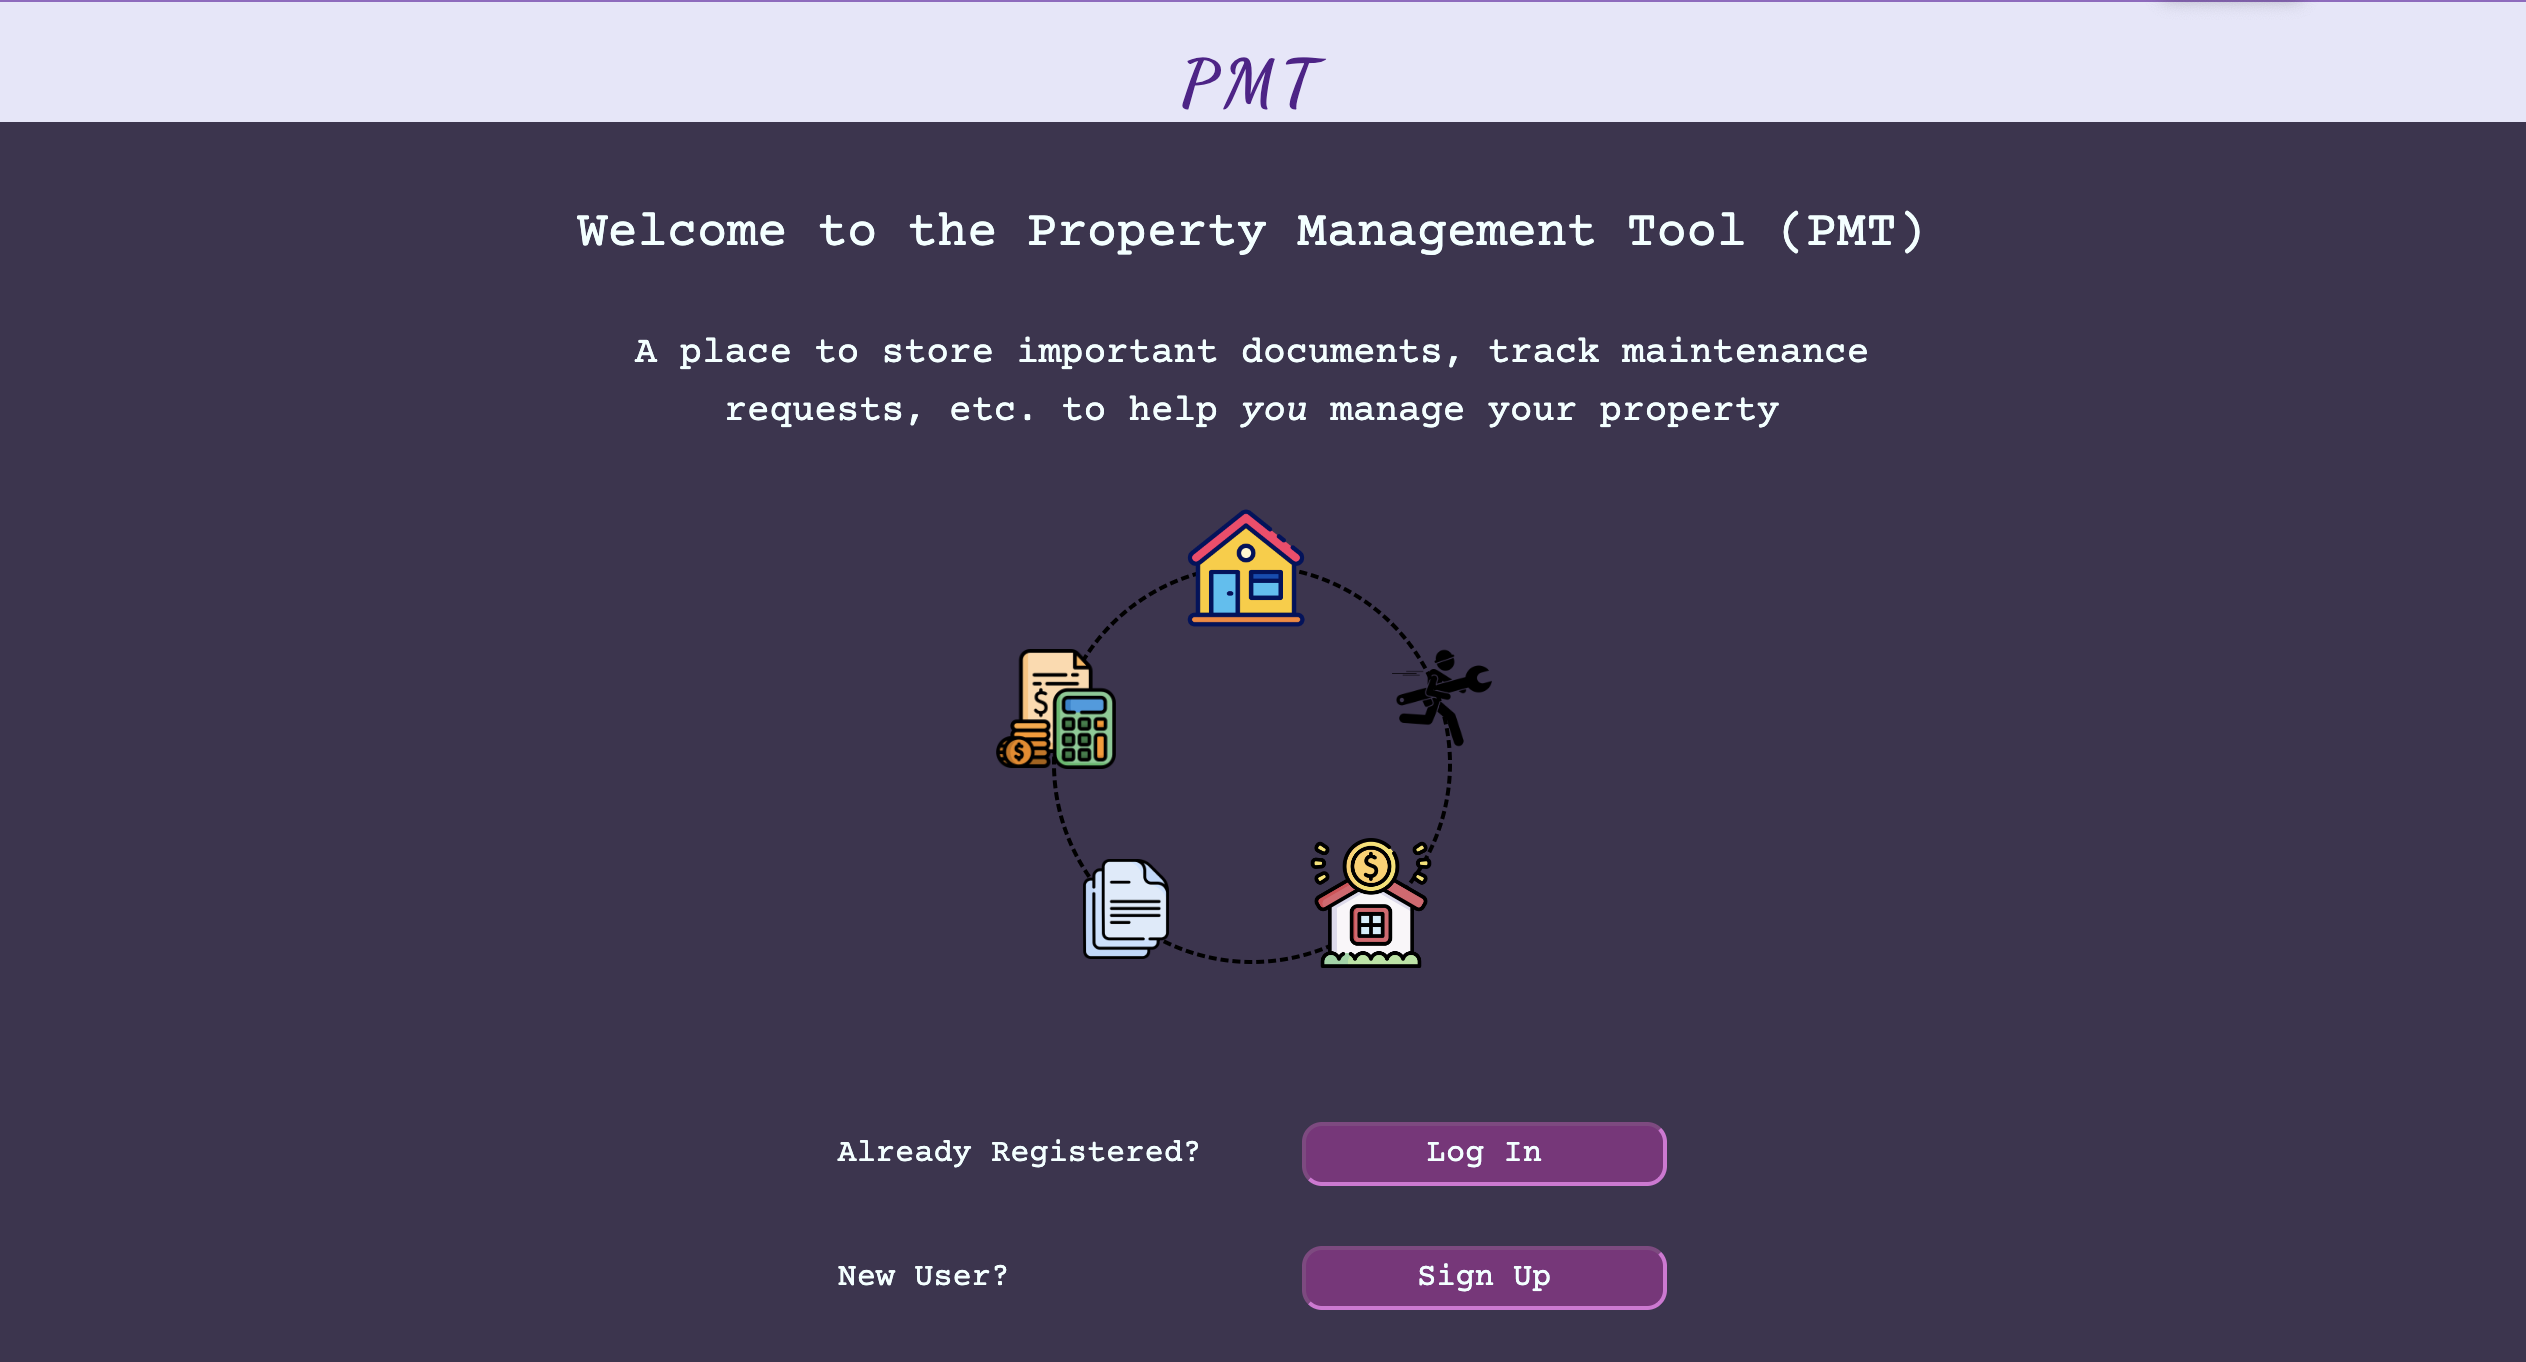 PMT
Welcome to the Property Management Tool (PMT)
A place to store important documents, track maintenance
requests, etc. to help you manage your property
$
$
$
Already Registered?
Log In
New User?
Sign Up